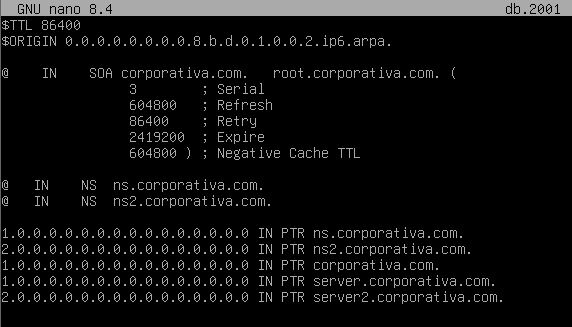 GNU nano 8.4 db.2001
$TTL 86400
$ORIGIN 0.0.0.0.0.0.0.0.8.b.d.0.1.0.0.2.ip6.arpa.
@ IN SOA corporativa.com. root.corporativa.com. (
3 ; Serial
604800 ; Refresh
86400 ; Retry
2419200 ; Expire
604800 ) ; Negative Cache TTL
@ IN NS ns.corporativa.com.
@ IN NS ns2.corporativa.com.
1.0.0.0.0.0.0.0.0.0.0.0.0.0.0.0 IN PTR ns.corporativa.com.
2.0.0.0.0.0.0.0.0.0.0.0.0.0.0.0 IN PTR ns2.corporativa.com.
1.0.0.0.0.0.0.0.0.0.0.0.0.0.0.0 IN PTR corporativa.com.
1.0.0.0.0.0.0.0.0.0.0.0.0.0.0.0 IN PTR server.corporativa.com.
2.0.0.0.0.0.0.0.0.0.0.0.0.0.0.0 IN PTR server2.corporativa.com.